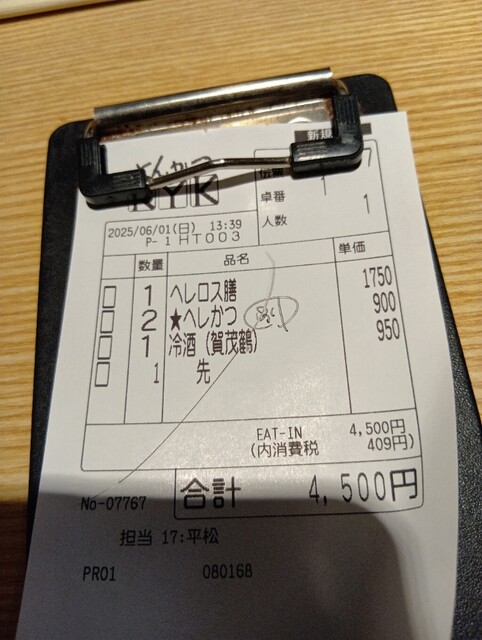 新規
とんかつ
KYK
伝票
卓番 1
人数 1
2025/06/01(日) 13:39
P- 1 HT003
数量 品名 単価
1 ヘレロス膳 1750
2 ★ヘレかつ 900
1 冷酒 (賀茂鶴) 950
1 先
EAT-IN 4,500円
(内消費税 409円)
合計 4,500円
No-07767
担当 17:平松
PR01 080168